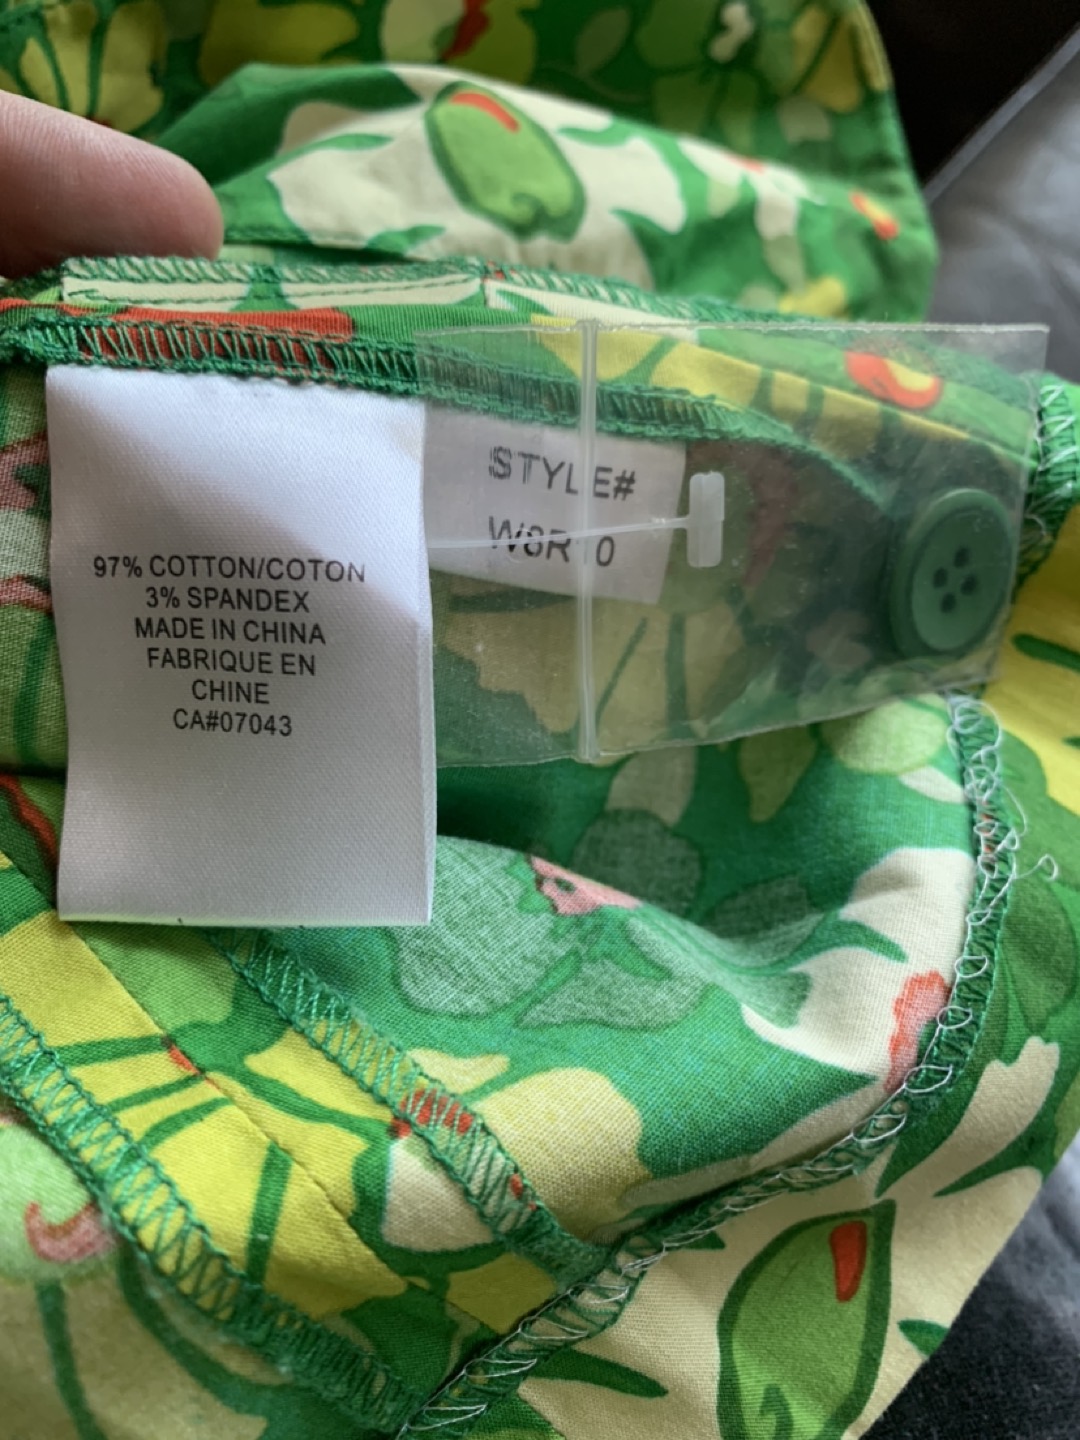 97% COTTON/COTON
3% SPANDEX
MADE IN CHINA
FABRIQUE EN
CHINE
CA#07043
STYLE#